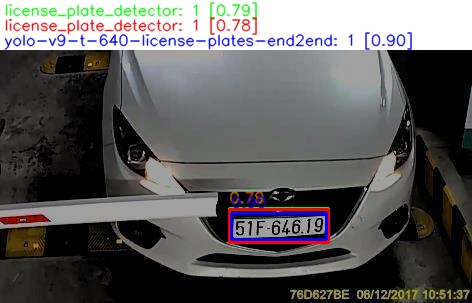 license_plate_detector: 1 [0.79]
license_plate_detector: 1 [0.78]
yolo-v9-t-640-license-plates-end2end: 1 [0.90]
0.79
51F-646.19
76D627BE 06/12/2017 10:51:37